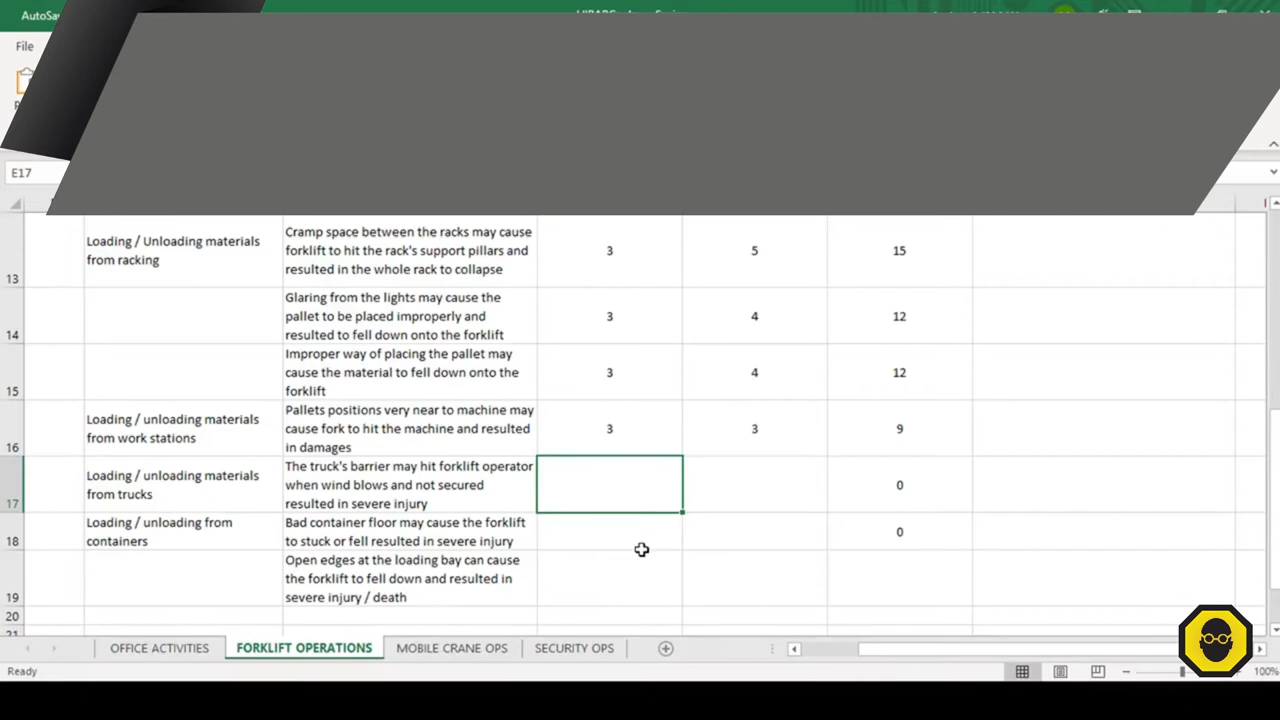 AutoSa
File
E17
13
Loading / Unloading materials
from racking
Cramp space between the racks may cause
forklift to hit the rack's support pillars and
resulted in the whole rack to collapse
3
5
15
14
Glaring from the lights may cause the
pallet to be placed improperly and
resulted to fell down onto the forklift
3
4
12
15
Improper way of placing the pallet may
cause the material to fell down onto the
forklift
3
4
12
16
Loading / unloading materials
from work stations
Pallets positions very near to machine may
cause fork to hit the machine and resulted
in damages
3
3
9
17
Loading / unloading materials
from trucks
The truck's barrier may hit forklift operator
when wind blows and not secured
resulted in severe injury
0
18
Loading / unloading from
containers
Bad container floor may cause the forklift
to stuck or fell resulted in severe injury
0
19
Open edges at the loading bay can cause
the forklift to fell down and resulted in
severe injury / death
20
21
OFFICE ACTIVITIES
FORKLIFT OPERATIONS
MOBILE CRANE OPS
SECURITY OPS
Ready
100%